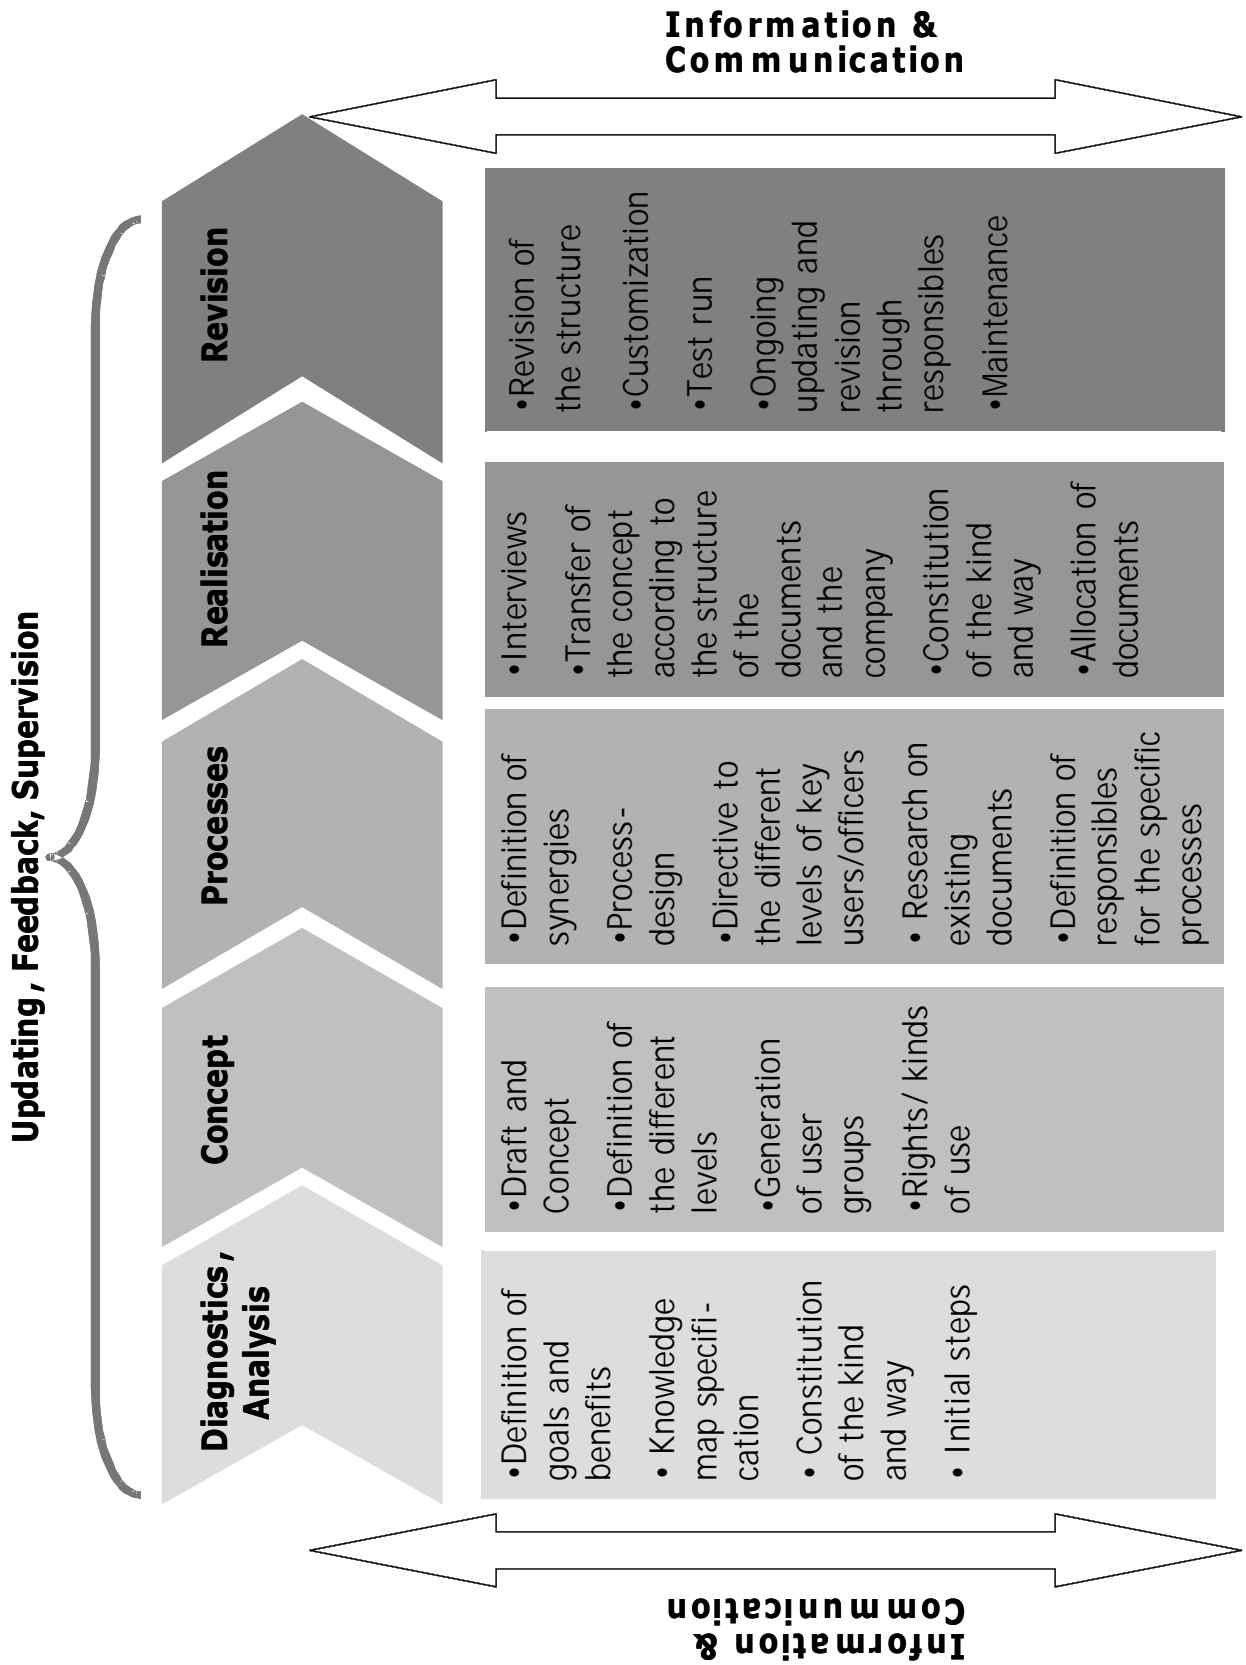 Updating, Feedback, Supervision
Information &
Communication
Diagnostics,
Analysis
•Definition of
goals and
benefits
• Knowledge
map specifi-
cation
• Constitution
of the kind
and way
• Initial steps
Concept
•Draft and
Concept
•Definition of
the different
levels
•Generation
of user
groups
•Rights/ kinds
of use
Processes
•Definition of
synergies
•Process-
design
•Directive to
the different
levels of key
users/officers
• Research on
existing
documents
•Definition of
responsibles
for the specific
processes
Realisation
•Interviews
•Transfer of
the concept
according to
the structure
of the
documents
and the
company
•Constitution
of the kind
and way
•Allocation of
documents
Revision
•Revision of
the structure
•Customization
•Test run
•Ongoing
updating and
revision
through
responsibles
•Maintenance
Information &
Communication